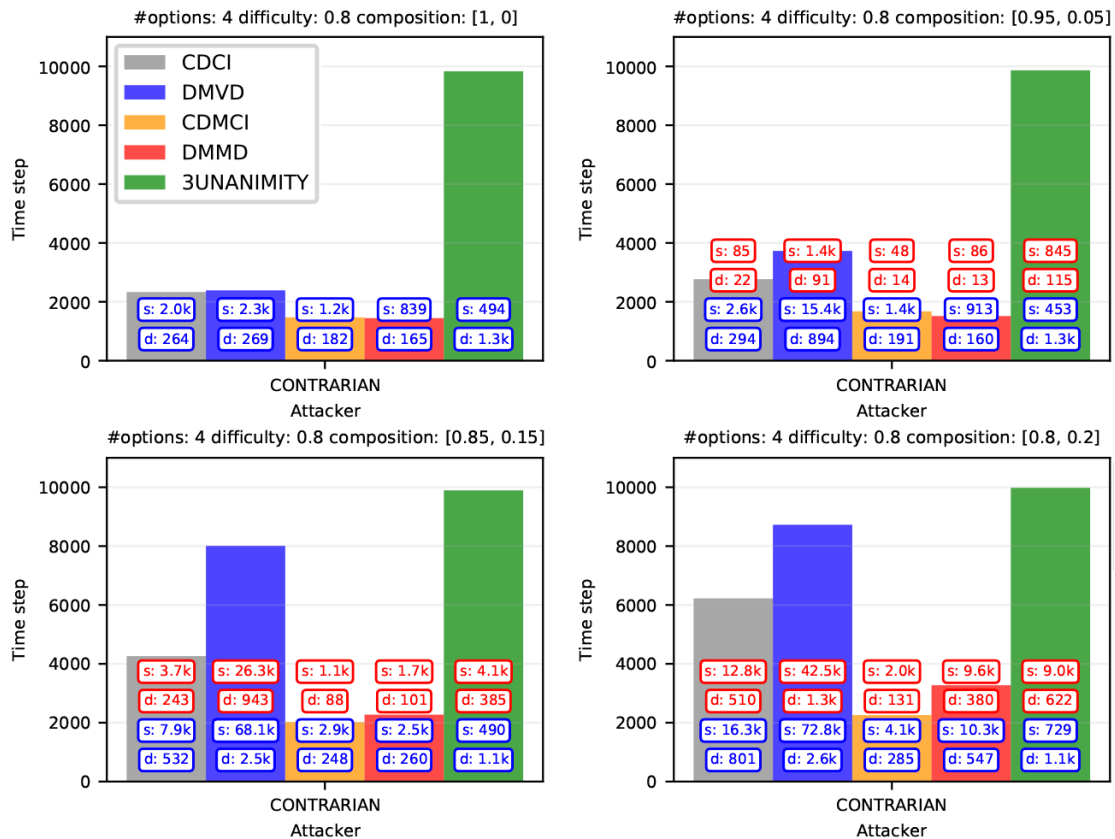 #options: 4 difficulty: 0.8 composition: [1, 0]
10000
8000
6000
4000
2000
0
Time step
CDCI
DMVD
CDMCI
DMMD
3UNANIMITY
s: 2.0k s: 2.3k s: 1.2k s: 839 s: 494
d: 264 d: 269 d: 182 d: 165 d: 1.3k
CONTRARIAN
Attacker
#options: 4 difficulty: 0.8 composition: [0.95, 0.05]
10000
8000
6000
4000
2000
0
Time step
s: 85 s: 1.4k s: 48 s: 86 s: 845
d: 22 d: 91 d: 14 d: 13 d: 115
s: 2.6k s: 15.4k s: 1.4k s: 913 s: 453
d: 294 d: 894 d: 191 d: 160 d: 1.3k
CONTRARIAN
Attacker
#options: 4 difficulty: 0.8 composition: [0.85, 0.15]
10000
8000
6000
4000
2000
0
Time step
s: 3.7k s: 26.3k s: 1.1k s: 1.7k s: 4.1k
d: 243 d: 943 d: 88 d: 101 d: 385
s: 7.9k s: 68.1k s: 2.9k s: 2.5k s: 490
d: 532 d: 2.5k d: 248 d: 260 d: 1.1k
CONTRARIAN
Attacker
#options: 4 difficulty: 0.8 composition: [0.8, 0.2]
10000
8000
6000
4000
2000
0
Time step
s: 12.8k s: 42.5k s: 2.0k s: 9.6k s: 9.0k
d: 510 d: 1.3k d: 131 d: 380 d: 622
s: 16.3k s: 72.8k s: 4.1k s: 10.3k s: 729
d: 801 d: 2.6k d: 285 d: 547 d: 1.1k
CONTRARIAN
Attacker